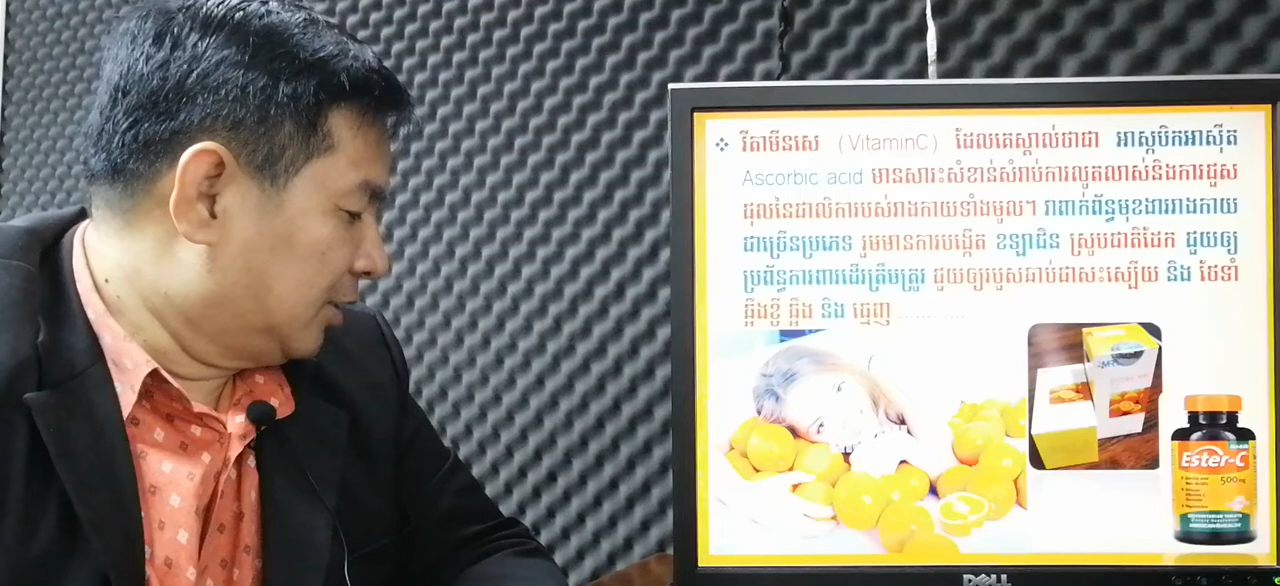 ❖ វីតាមីនសេ (VitaminC) ដែលគេស្គាល់ថាជា អាស្កូប៊ិកអាស៊ីត
Ascorbic acid មានសារៈសំខាន់សំរាប់ការលូតលាស់និងការជួស
ជុលនៃជាលិការបស់រាងកាយទាំងមូល។ វាពាក់ព័ន្ធមុខងាររាងកាយ
ជាច្រើនប្រភេទ រួមមានការបង្កើត ខឡាជិន ស្រូបជាតិដែក ជួយឲ្យ
ប្រព័ន្ធការពារដើរត្រឹមត្រូវ ជួយឲ្យរបួសឆាប់ជាសះស្បើយ និង ថែទាំ
ឆ្អឹងខ្ចី ឆ្អឹង និង ធ្មេញ ............
Ester-C
500mg
DELL